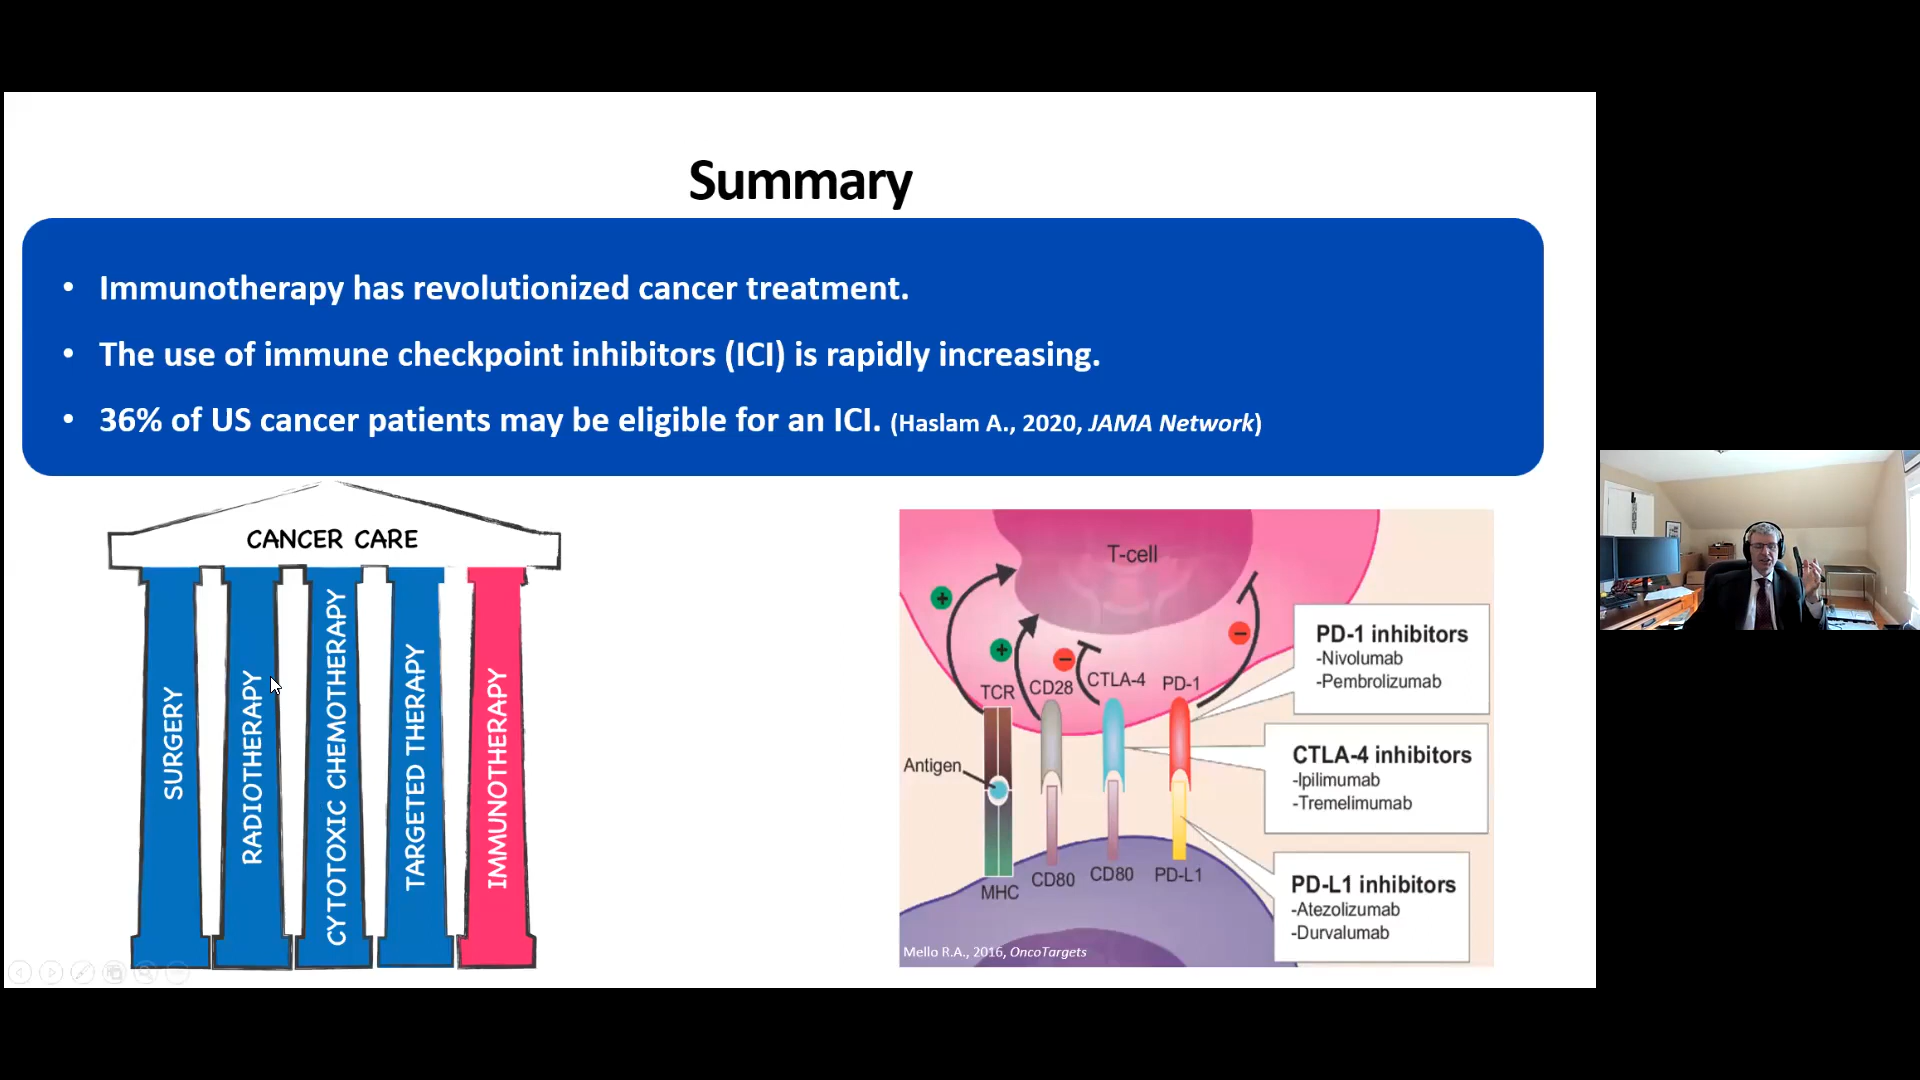 Summary
• Immunotherapy has revolutionized cancer treatment.
• The use of immune checkpoint inhibitors (ICI) is rapidly increasing.
• 36% of US cancer patients may be eligible for an ICI. (Haslam A., 2020, JAMA Network)
CANCER CARE
SURGERY
RADIOTHERAPY
CYTOTOXIC CHEMOTHERAPY
TARGETED THERAPY
IMMUNOTHERAPY
T-cell
TCR
CD28
CTLA-4
PD-1
Antigen
MHC
CD80
CD80
PD-L1
PD-1 inhibitors
-Nivolumab
-Pembrolizumab
CTLA-4 inhibitors
-Ipilimumab
-Tremelimumab
PD-L1 inhibitors
-Atezolizumab
-Durvalumab
Mello R.A., 2016, OncoTargets